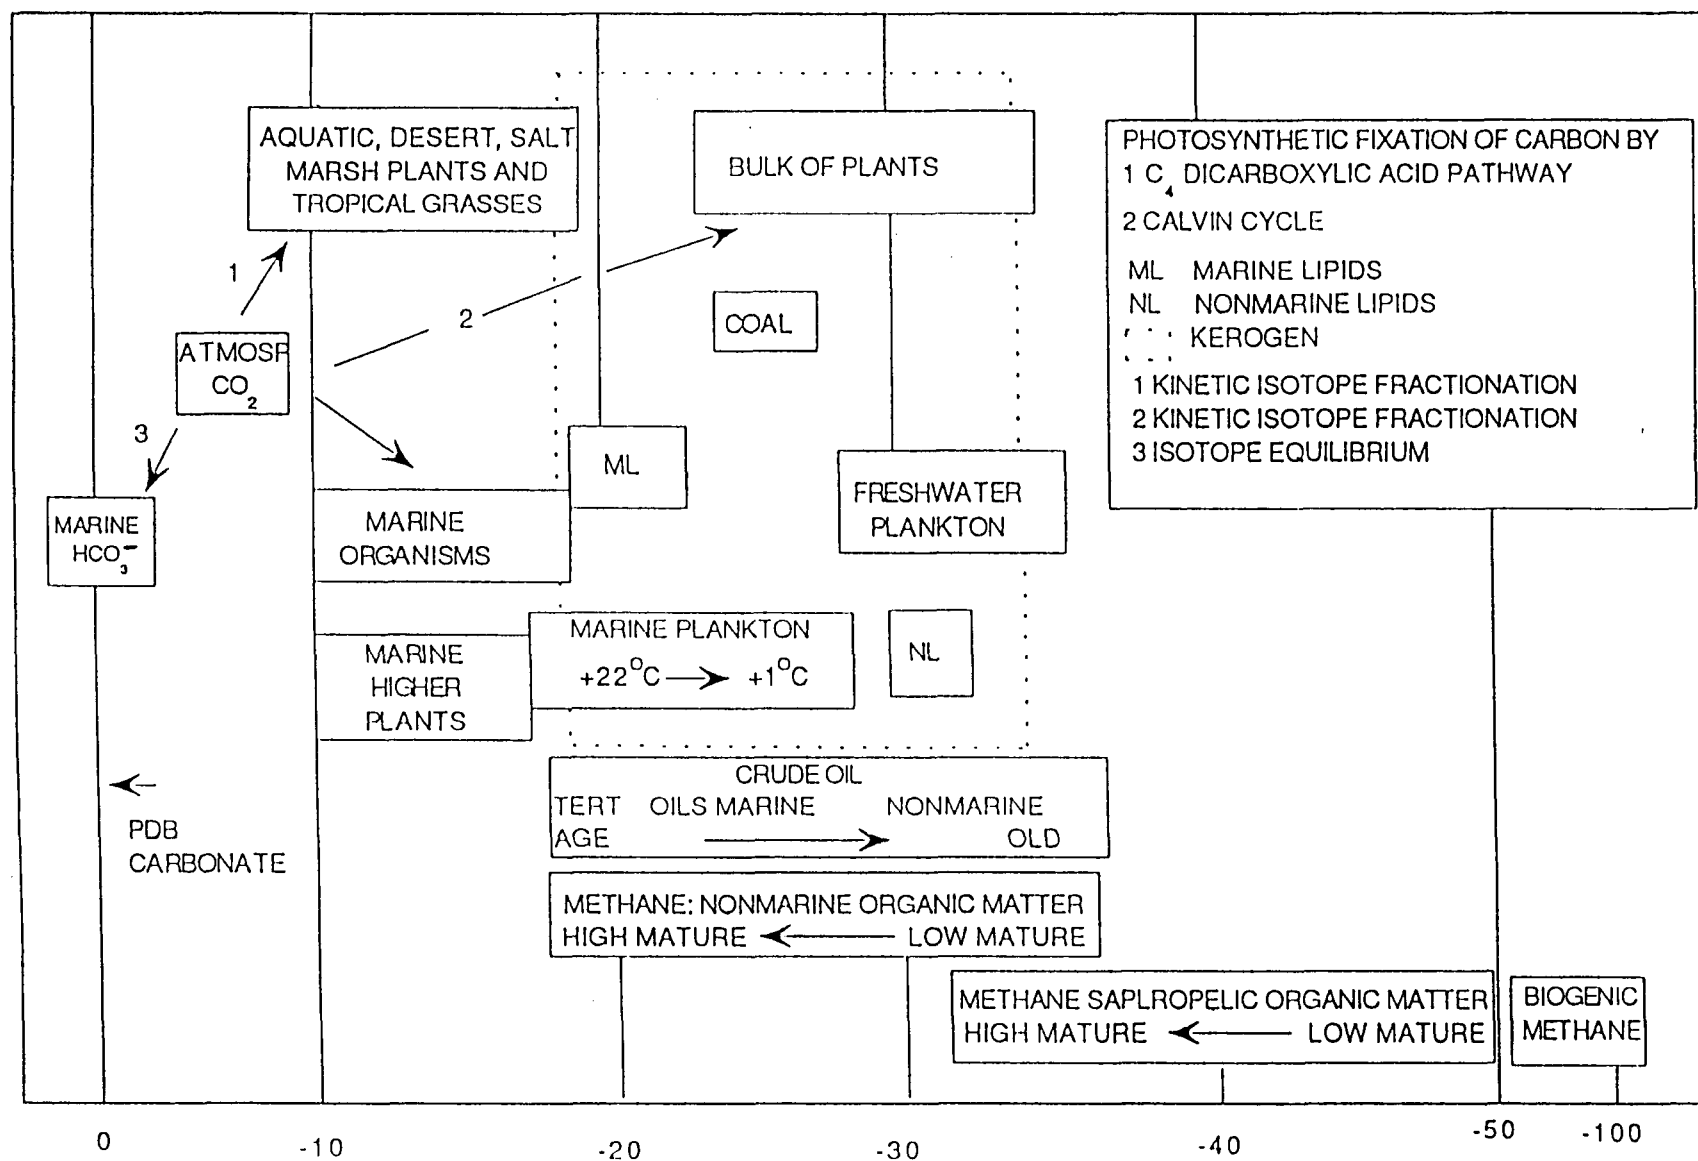 AQUATIC, DESERT, SALT
MARSH PLANTS AND
TROPICAL GRASSES
BULK OF PLANTS
PHOTOSYNTHETIC FIXATION OF CARBON BY
1 C4 DICARBOXYLIC ACID PATHWAY
2 CALVIN CYCLE
ML MARINE LIPIDS
NL NONMARINE LIPIDS
KEROGEN
1 KINETIC ISOTOPE FRACTIONATION
2 KINETIC ISOTOPE FRACTIONATION
3 ISOTOPE EQUILIBRIUM
1
2
COAL
ATMOSP
CO2
3
ML
MARINE
HCO3-
MARINE
ORGANISMS
FRESHWATER
PLANKTON
MARINE
HIGHER
PLANTS
MARINE PLANKTON
+22°C → +1°C
NL
PDB
CARBONATE
CRUDE OIL
TERT OILS MARINE NONMARINE
AGE → OLD
METHANE: NONMARINE ORGANIC MATTER
HIGH MATURE ← LOW MATURE
METHANE SAPLROPELIC ORGANIC MATTER
HIGH MATURE ← LOW MATURE
BIOGENIC
METHANE
0 -10 -20 -30 -40 -50 -100